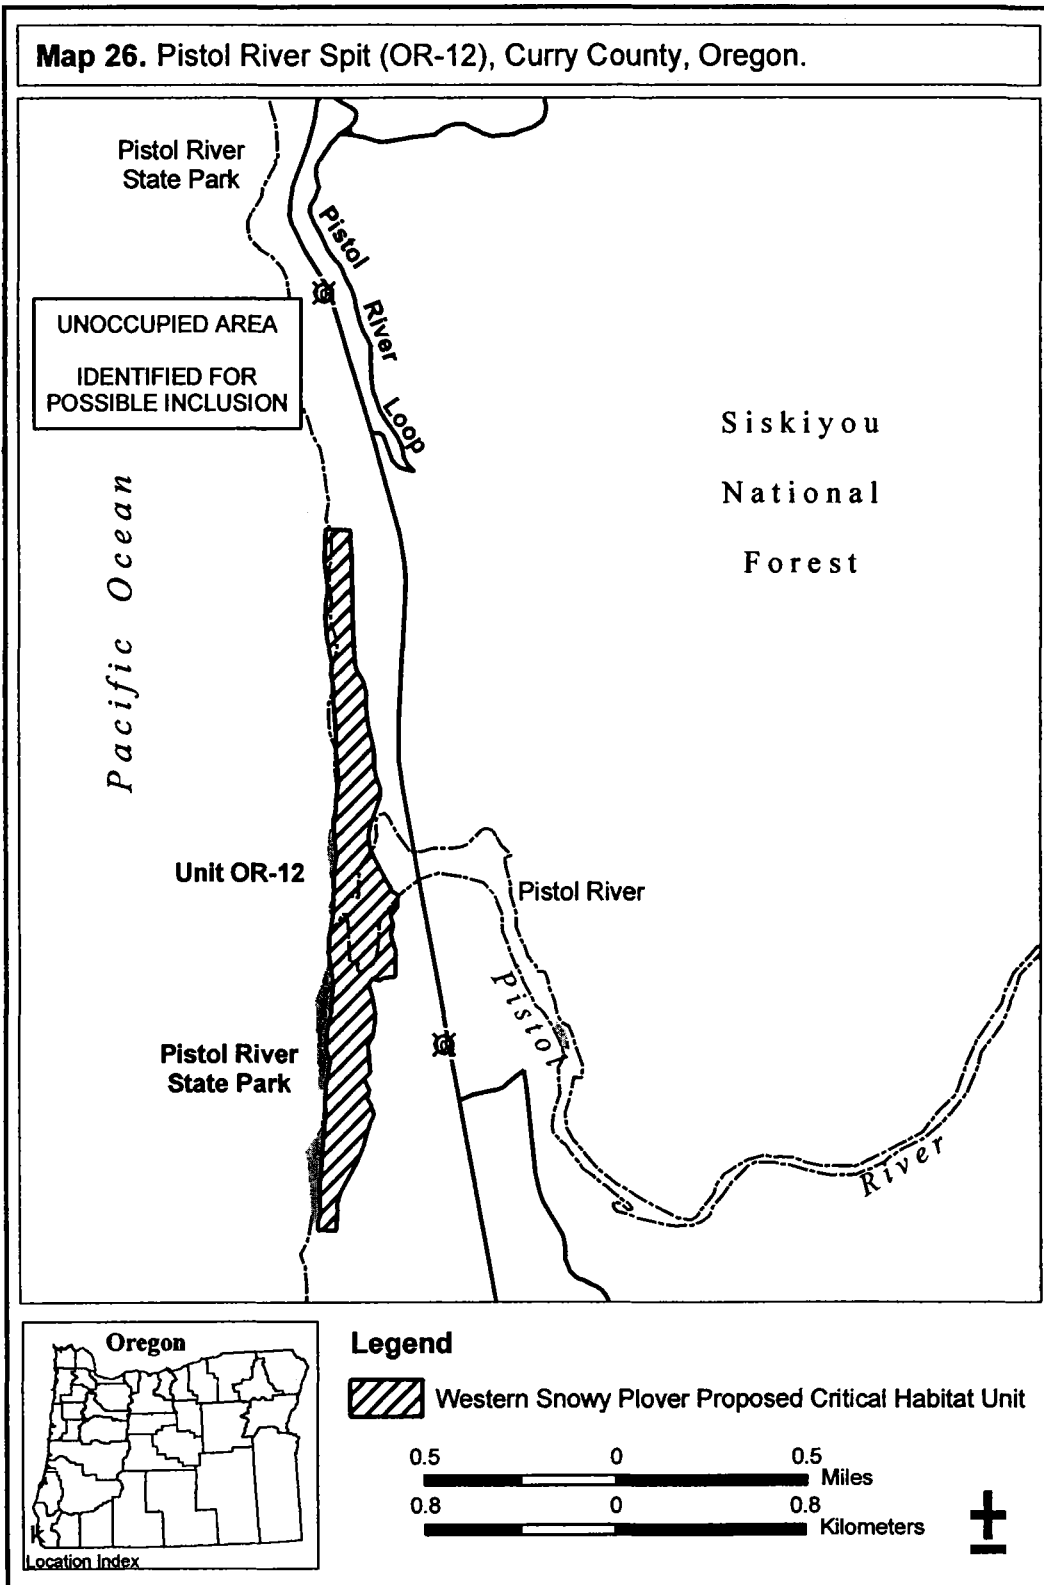 Map 26. Pistol River Spit (OR-12), Curry County, Oregon.
Pistol River
State Park
Pistol River Loop
UNOCCUPIED AREA
IDENTIFIED FOR
POSSIBLE INCLUSION
Siskiyou
National
Forest
Pacific Ocean
Unit OR-12
Pistol River
Pistol River
Pistol River
State Park
Oregon
Location Index
Legend
Western Snowy Plover Proposed Critical Habitat Unit
0.5 0 0.5
Miles
0.8 0 0.8
Kilometers